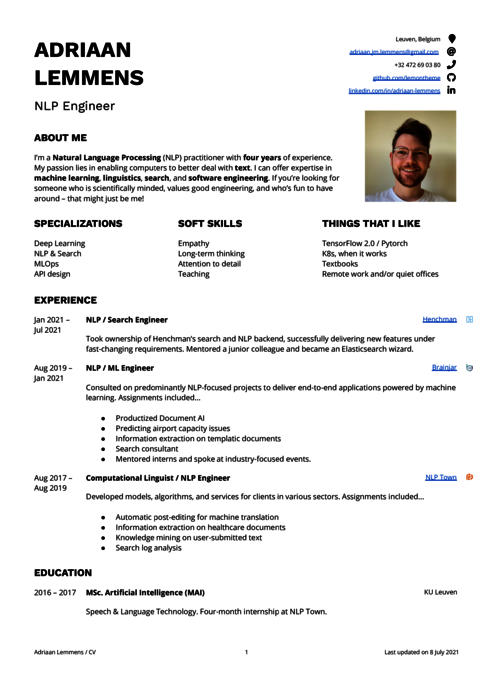 ADRIAAN
LEMMENS
NLP Engineer
Leuven, Belgium
adriaan.jm.lemmens@gmail.com
+32 472 69 03 80
github.com/lemontheme
linkedin.com/in/adriaan-lemmens
ABOUT ME
I'm a Natural Language Processing (NLP) practitioner with four years of experience.
My passion lies in enabling computers to better deal with text. I can offer expertise in
machine learning, linguistics, search, and software engineering. If you're looking for
someone who is scientifically minded, values good engineering, and who's fun to have
around – that might just be me!
SPECIALIZATIONS
Deep Learning
NLP & Search
MLOps
API design
SOFT SKILLS
Empathy
Long-term thinking
Attention to detail
Teaching
THINGS THAT I LIKE
TensorFlow 2.0 / Pytorch
K8s, when it works
Textbooks
Remote work and/or quiet offices
EXPERIENCE
Jan 2021 –
Jul 2021
NLP / Search Engineer
Henchman
Took ownership of Henchman's search and NLP backend, successfully delivering new features under
fast-changing requirements. Mentored a junior colleague and became an Elasticsearch wizard.
Aug 2019 –
Jan 2021
NLP / ML Engineer
Brainjar
Consulted on predominantly NLP-focused projects to deliver end-to-end applications powered by machine
learning. Assignments included...
● Productized Document AI
● Predicting airport capacity issues
● Information extraction on templatic documents
● Search consultant
● Mentored interns and spoke at industry-focused events.
Aug 2017 –
Aug 2019
Computational Linguist / NLP Engineer
NLP Town
Developed models, algorithms, and services for clients in various sectors. Assignments included...
● Automatic post-editing for machine translation
● Information extraction on healthcare documents
● Knowledge mining on user-submitted text
● Search log analysis
EDUCATION
2016 – 2017
MSc. Artificial Intelligence (MAI)
KU Leuven
Speech & Language Technology. Four-month internship at NLP Town.
Adriaan Lemmens / CV
1
Last updated on 8 July 2021